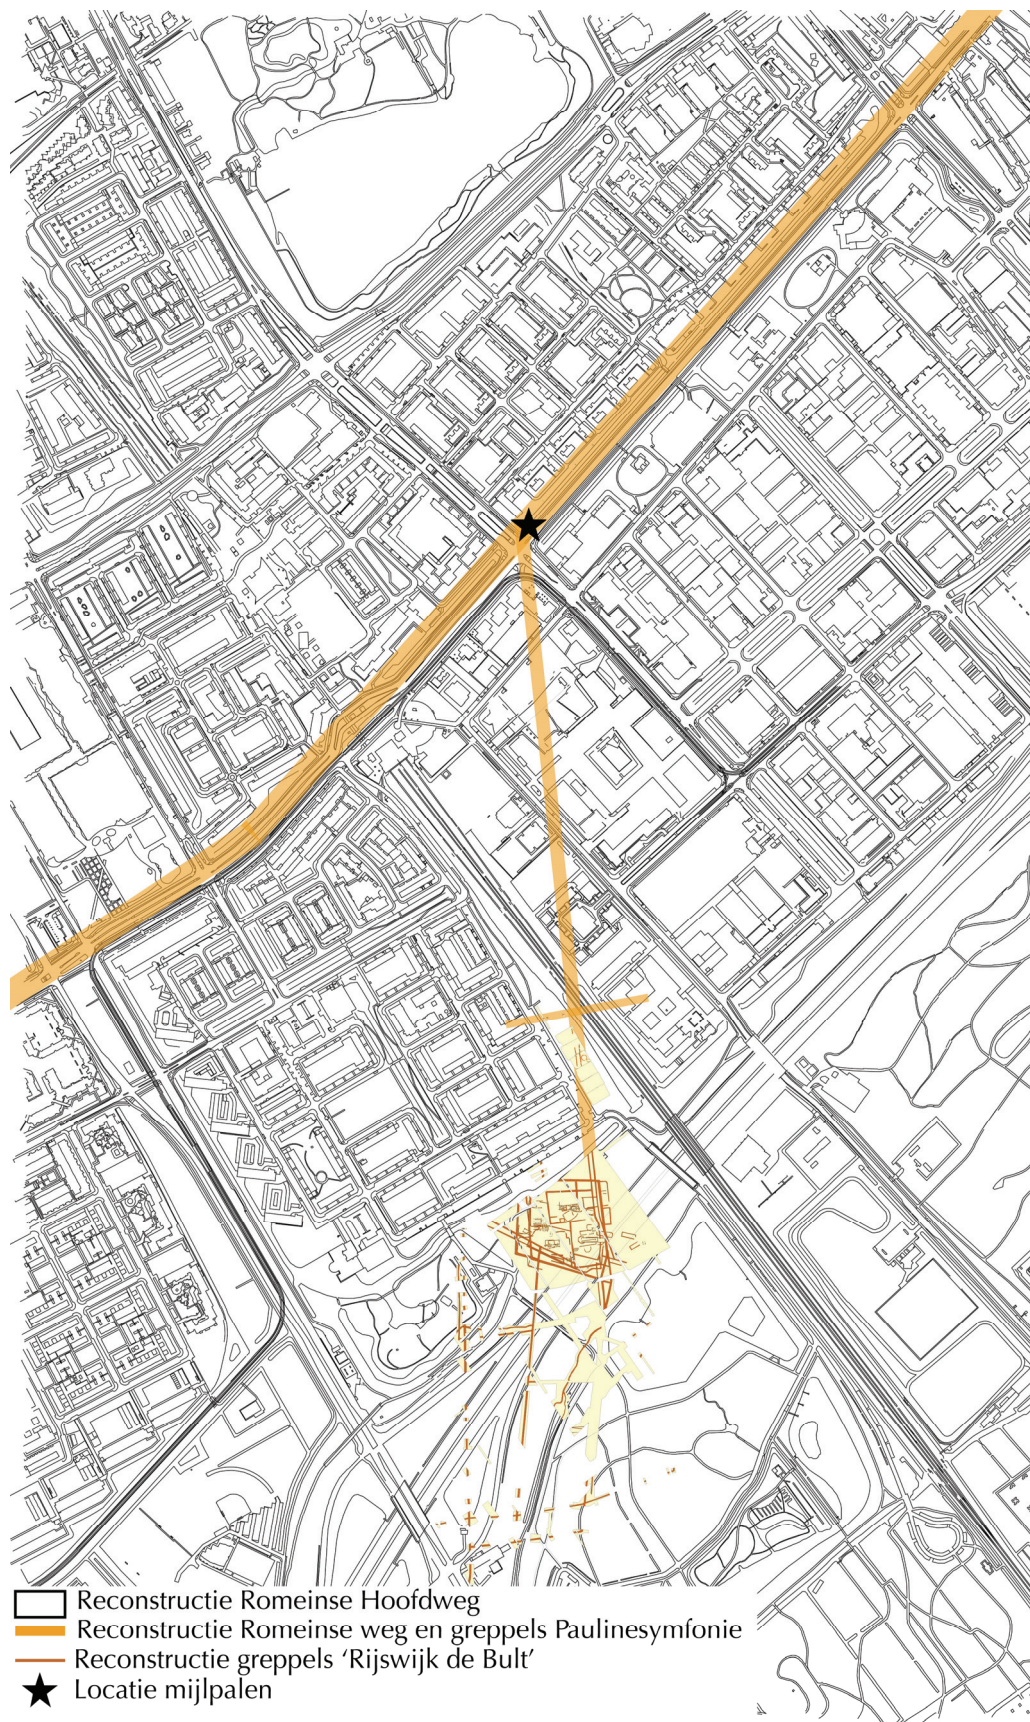 Reconstructie Romeinse Hoofdweg
Reconstructie Romeinse weg en greppels Paulinesymfonie
Reconstructie greppels ‘Rijswijk de Bult’
Locatie mijlpalen